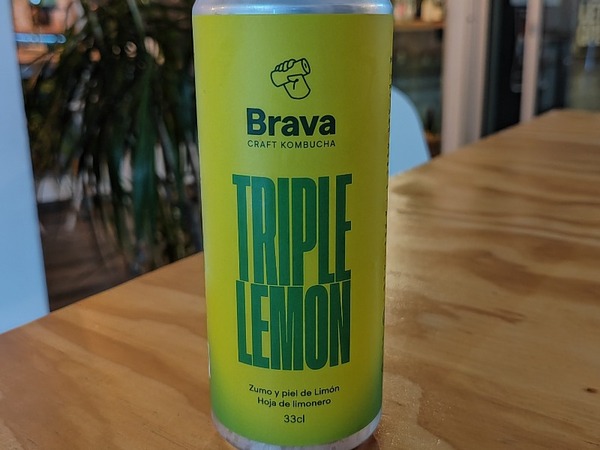 Brava
CRAFT KOMBUCHA
TRIPLE
LEMON
Zumo y piel de Limón
Hoja de limonero
33cl